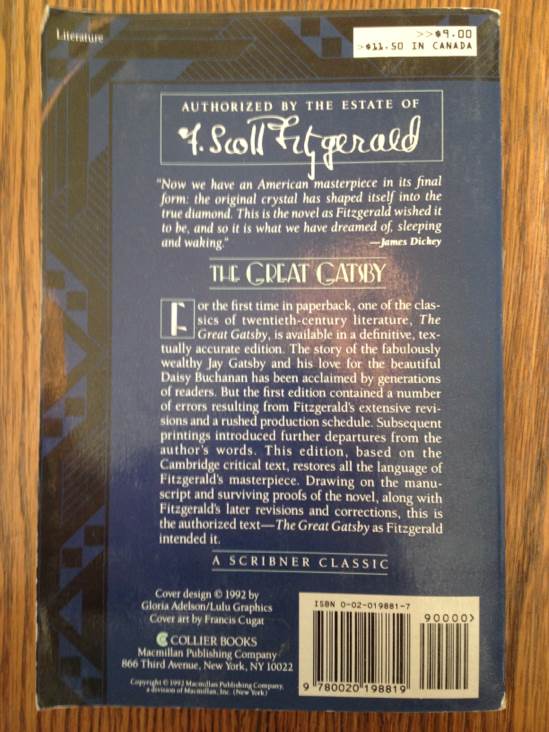 Literature
>>$9.00
>$11.50 IN CANADA
AUTHORIZED BY THE ESTATE OF
F. Scott Fitzgerald
"Now we have an American masterpiece in its final
form: the original crystal has shaped itself into the
true diamond. This is the novel as Fitzgerald wished it
to be, and so it is what we have dreamed of, sleeping
and waking."
—James Dickey
THE GREAT GATSBY
For the first time in paperback, one of the clas-
sics of twentieth-century literature, The
Great Gatsby, is available in a definitive, tex-
tually accurate edition. The story of the fabulously
wealthy Jay Gatsby and his love for the beautiful
Daisy Buchanan has been acclaimed by generations
of readers. But the first edition contained a number
of errors resulting from Fitzgerald's extensive revi-
sions and a rushed production schedule. Subsequent
printings introduced further departures from the
author's words. This edition, based on the
Cambridge critical text, restores all the language of
Fitzgerald's masterpiece. Drawing on the manu-
script and surviving proofs of the novel, along with
Fitzgerald's later revisions and corrections, this is
the authorized text—The Great Gatsby as Fitzgerald
intended it.
A SCRIBNER CLASSIC
Cover design © 1992 by
Gloria Adelson/Lulu Graphics
Cover art by Francis Cugat
COLLIER BOOKS
Macmillan Publishing Company
866 Third Avenue, New York, NY 10022
Copyright © 1992 Macmillan Publishing Company,
a division of Macmillan, Inc. (New York)
ISBN 0-02-019881-7
90000>
9 780020 198819